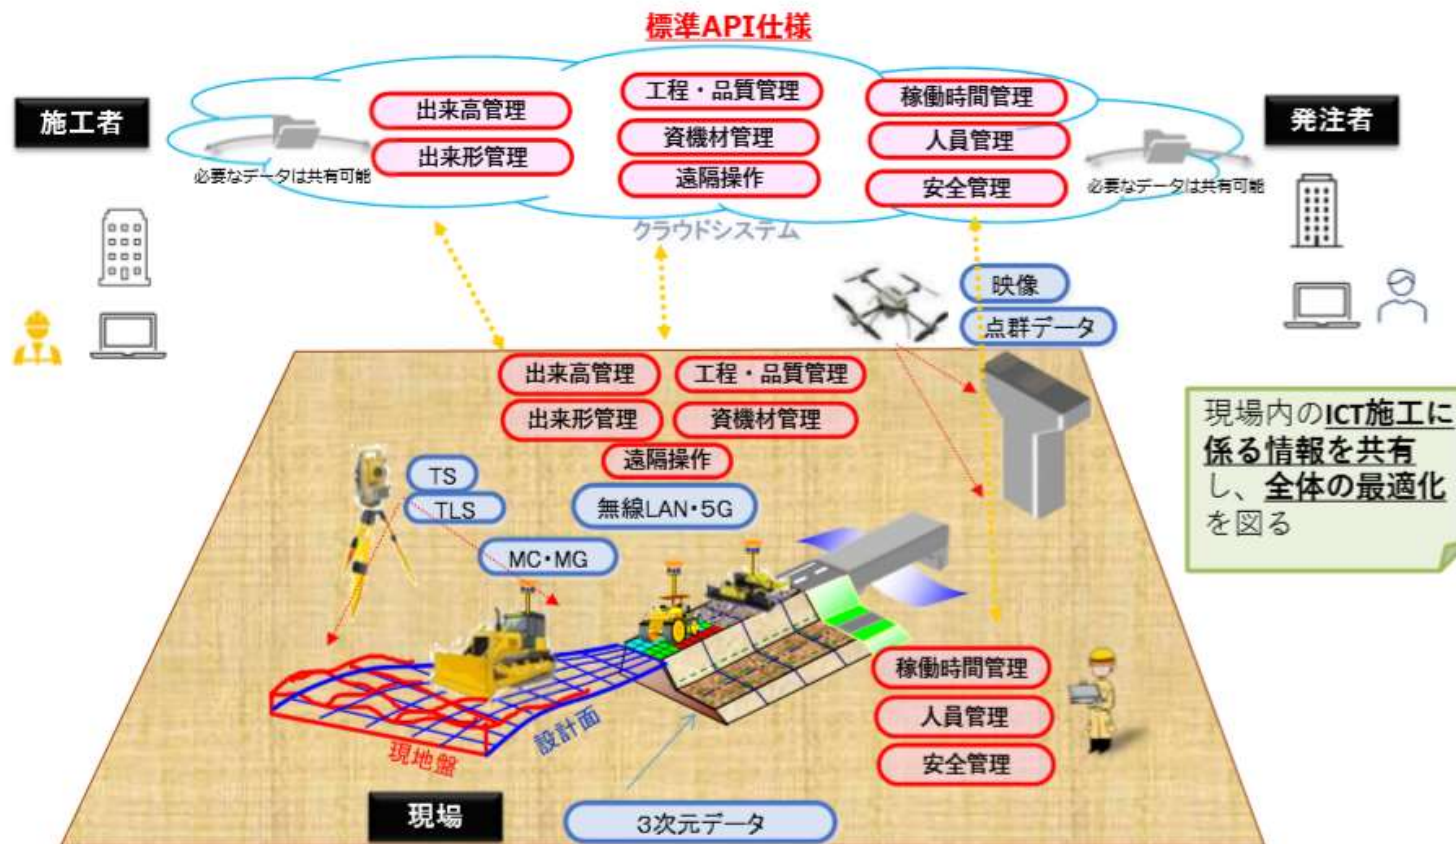 標準API仕様
施工者
発注者
出来高管理
出来形管理
工程・品質管理
資機材管理
遠隔操作
稼働時間管理
人員管理
安全管理
必要なデータは共有可能
必要なデータは共有可能
クラウドシステム
映像
点群データ
出来高管理
工程・品質管理
出来形管理
資機材管理
遠隔操作
TS
TLS
無線LAN・5G
MC・MG
現場内のICT施工に
係る情報を共有
し、全体の最適化
を図る
稼働時間管理
人員管理
安全管理
設計面
現地盤
現場
3次元データ